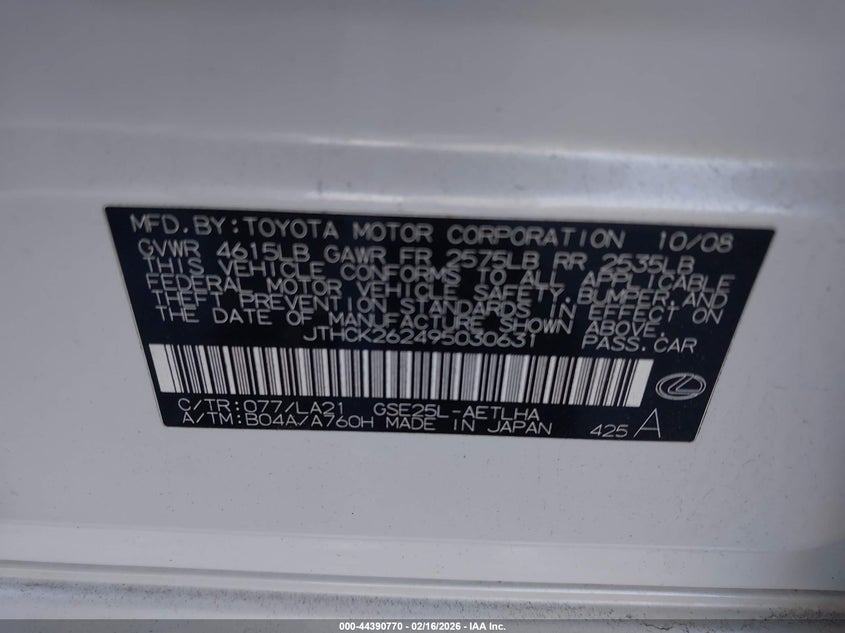 MFD. BY: TOYOTA MOTOR CORPORATION 10/08
GVWR 4615LB GAWR FR 2575LB RR 2535LB
THIS VEHICLE CONFORMS TO ALL APPLICABLE
FEDERAL MOTOR VEHICLE SAFETY, BUMPER, AND
THEFT PREVENTION STANDARDS IN EFFECT ON
THE DATE OF MANUFACTURE SHOWN ABOVE.
JTHCK262495030631 PASS. CAR
C/TR: 077/LA21 GSE25L-AETLHA
A/TM: B04A/A760H MADE IN JAPAN 425 A
000-44390770 - 02/16/2026 - IAA Inc.